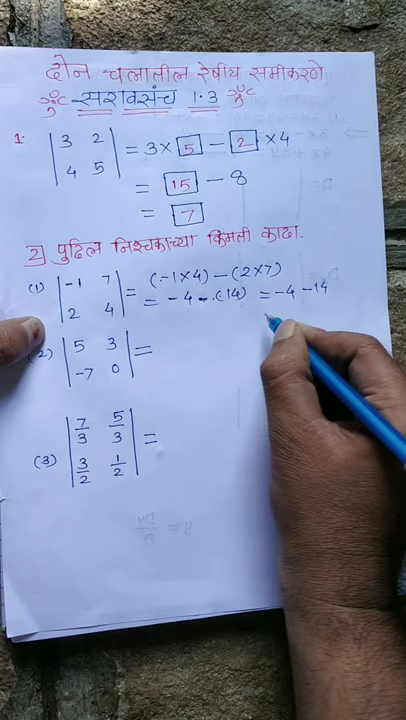 दोन चलातील रेषीय समीकरणे
सरावसंच 1.3
1. | 3 2 | = 3 × 5 - 2 × 4
| 4 5 |
= 15 - 8
= 7
2) पुढिल निश्चकाच्या किंमती काढा.
(1) | -1 7 | = (-1×4) - (2×7)
| 2 4 | = -4 - (14) = -4 - 14
(2) | 5 3 | =
| -7 0 |
(3) | 7/3 5/3 | =
| 3/2 1/2 |